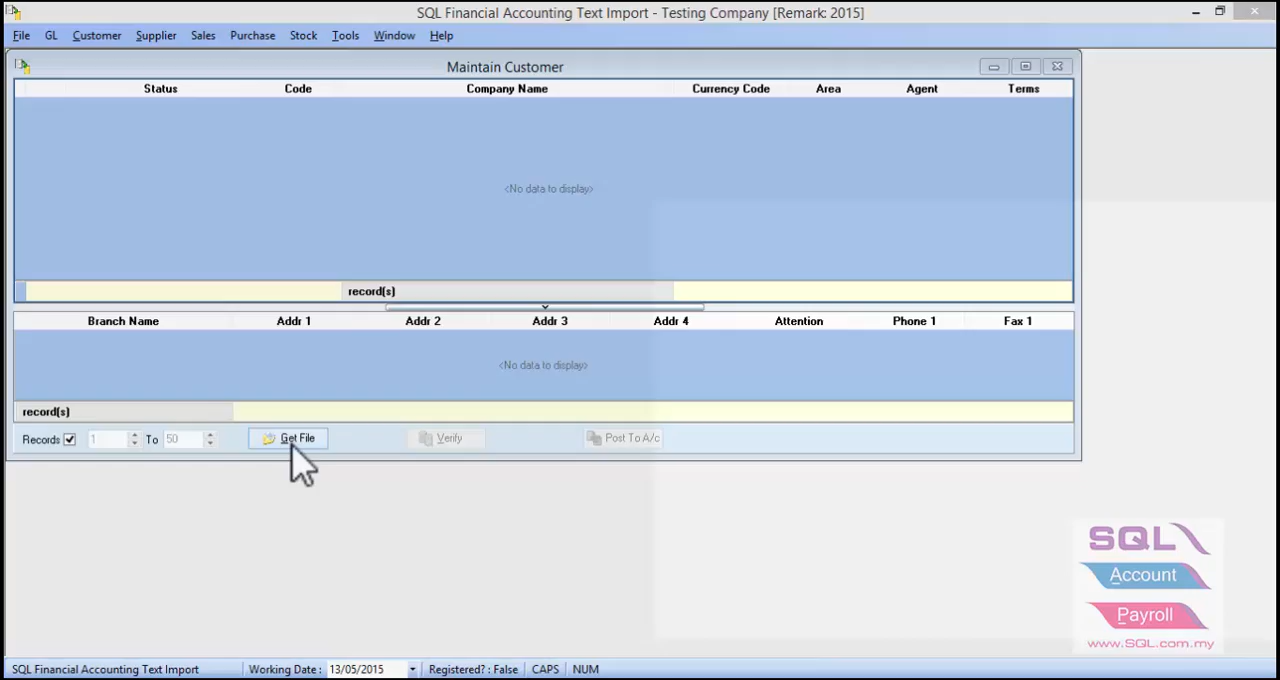 SQL Financial Accounting Text Import - Testing Company [Remark: 2015]
File GL Customer Supplier Sales Purchase Stock Tools Window Help
Maintain Customer
Status Code Company Name Currency Code Area Agent Terms
<No data to display>
record(s)
Branch Name Addr 1 Addr 2 Addr 3 Addr 4 Attention Phone 1 Fax 1
<No data to display>
record(s)
Records 1 To 50 Get File Verify Post To A/c
SQL
Account
Payroll
www.SQL.com.my
SQL Financial Accounting Text Import Working Date : 13/05/2015 Registered? : False CAPS NUM